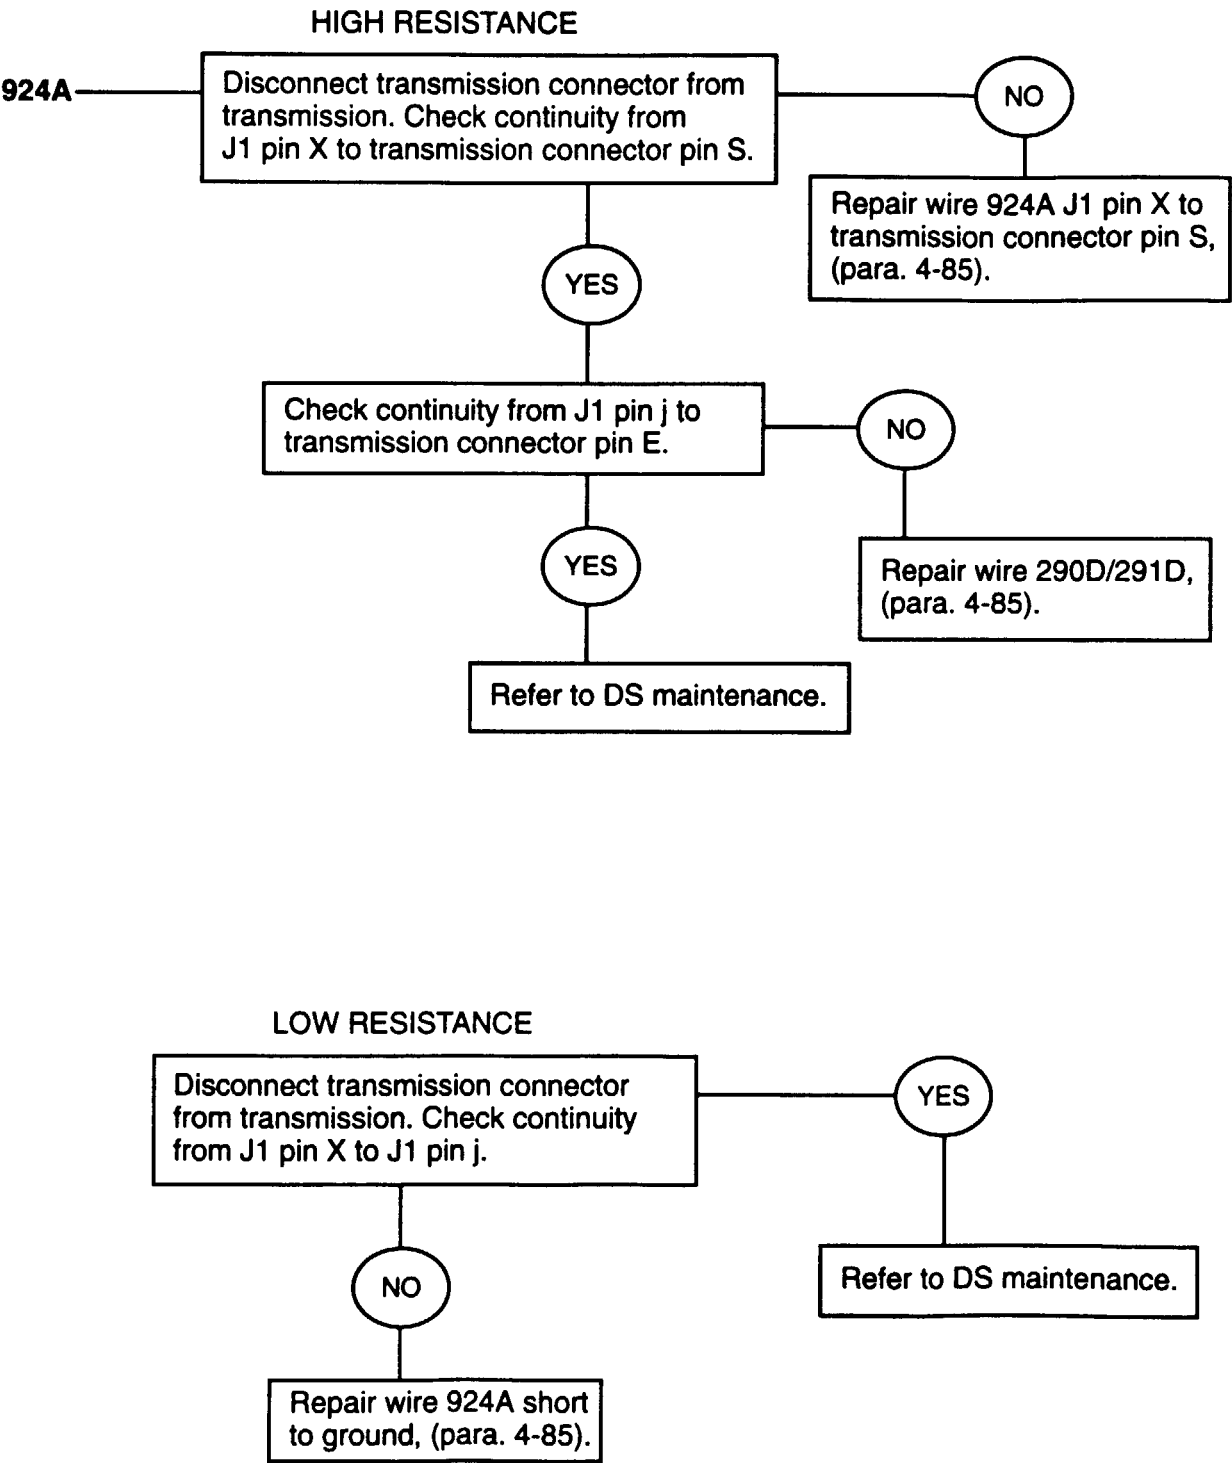 HIGH RESISTANCE
924A
Disconnect transmission connector from
transmission. Check continuity from
J1 pin X to transmission connector pin S.
NO
Repair wire 924A J1 pin X to
transmission connector pin S,
(para. 4-85).
YES
Check continuity from J1 pin j to
transmission connector pin E.
NO
Repair wire 290D/291D,
(para. 4-85).
YES
Refer to DS maintenance.
LOW RESISTANCE
Disconnect transmission connector
from transmission. Check continuity
from J1 pin X to J1 pin j.
YES
Refer to DS maintenance.
NO
Repair wire 924A short
to ground, (para. 4-85).